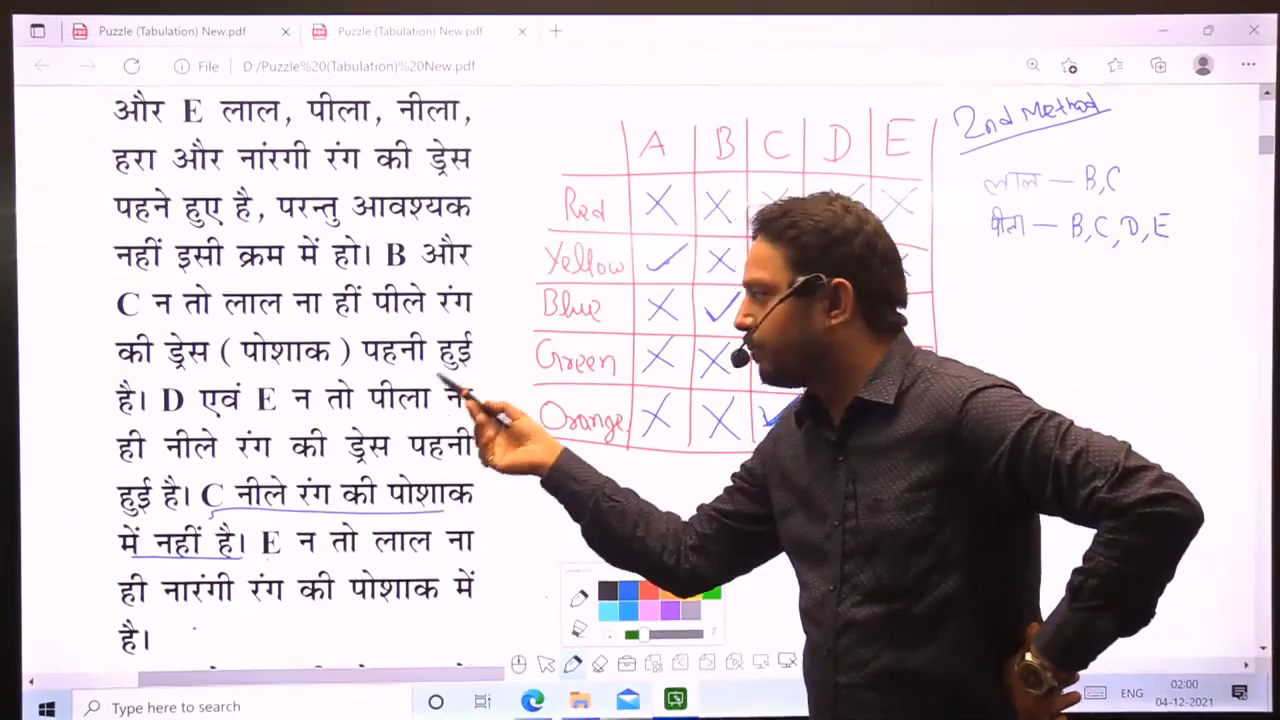 Puzzle (Tabulation) New.pdf
Puzzle (Tabulation) New.pdf
File D:/Puzzle%20(Tabulation)%20New.pdf
और E लाल, पीला, नीला,
हरा और नांरगी रंग की ड्रेस
पहने हुए है, परन्तु आवश्यक
नहीं इसी क्रम में हो। B और
C न तो लाल ना हीं पीले रंग
की ड्रेस ( पोशाक ) पहनी हुई
है। D एवं E न तो पीला
ही नीले रंग की ड्रेस पहनी
हुई है। C नीले रंग की पोशाक
में नहीं है। E न तो लाल ना
ही नारंगी रंग की पोशाक में
है।
A B C D E
Red
Yellow
Blue
Green
Orange
2nd Method
लाल — B, C
पीला — B, C, D, E
7
Type here to search
ENG
02:00
04-12-2021